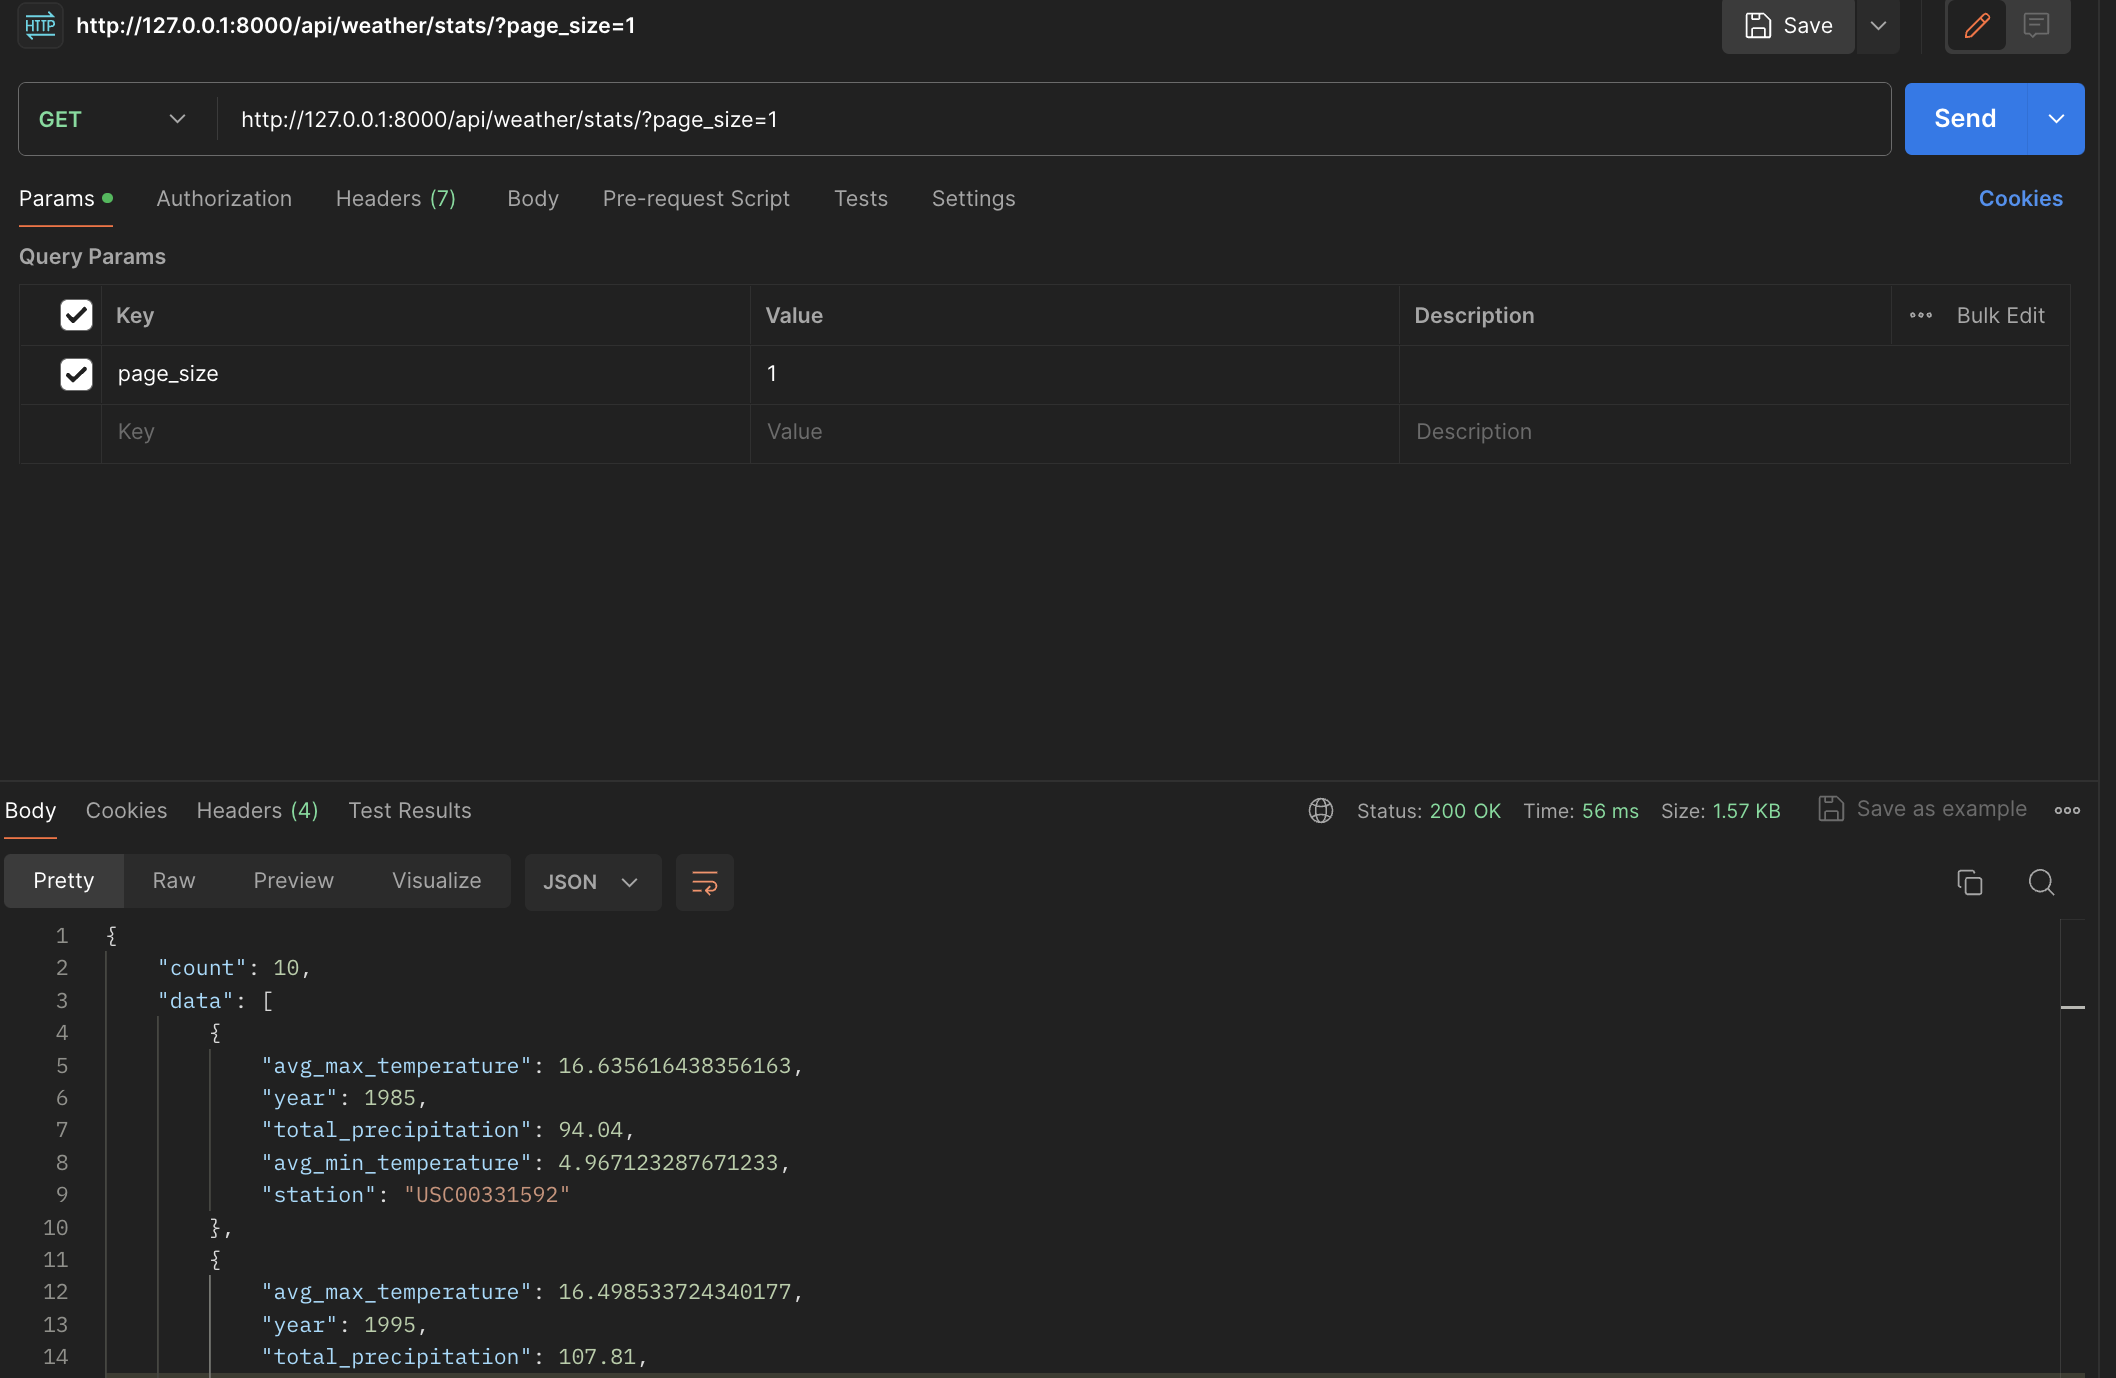 HTTP http://127.0.0.1:8000/api/weather/stats/?page_size=1 Save
GET http://127.0.0.1:8000/api/weather/stats/?page_size=1 Send
Params Authorization Headers (7) Body Pre-request Script Tests Settings Cookies
Query Params
Key Value Description Bulk Edit
page_size 1
Key Value Description
Body Cookies Headers (4) Test Results Status: 200 OK Time: 56 ms Size: 1.57 KB Save as example
Pretty Raw Preview Visualize JSON
1 {
2 "count": 10,
3 "data": [
4 {
5 "avg_max_temperature": 16.635616438356163,
6 "year": 1985,
7 "total_precipitation": 94.04,
8 "avg_min_temperature": 4.967123287671233,
9 "station": "USC00331592"
10 },
11 {
12 "avg_max_temperature": 16.498533724340177,
13 "year": 1995,
14 "total_precipitation": 107.81,